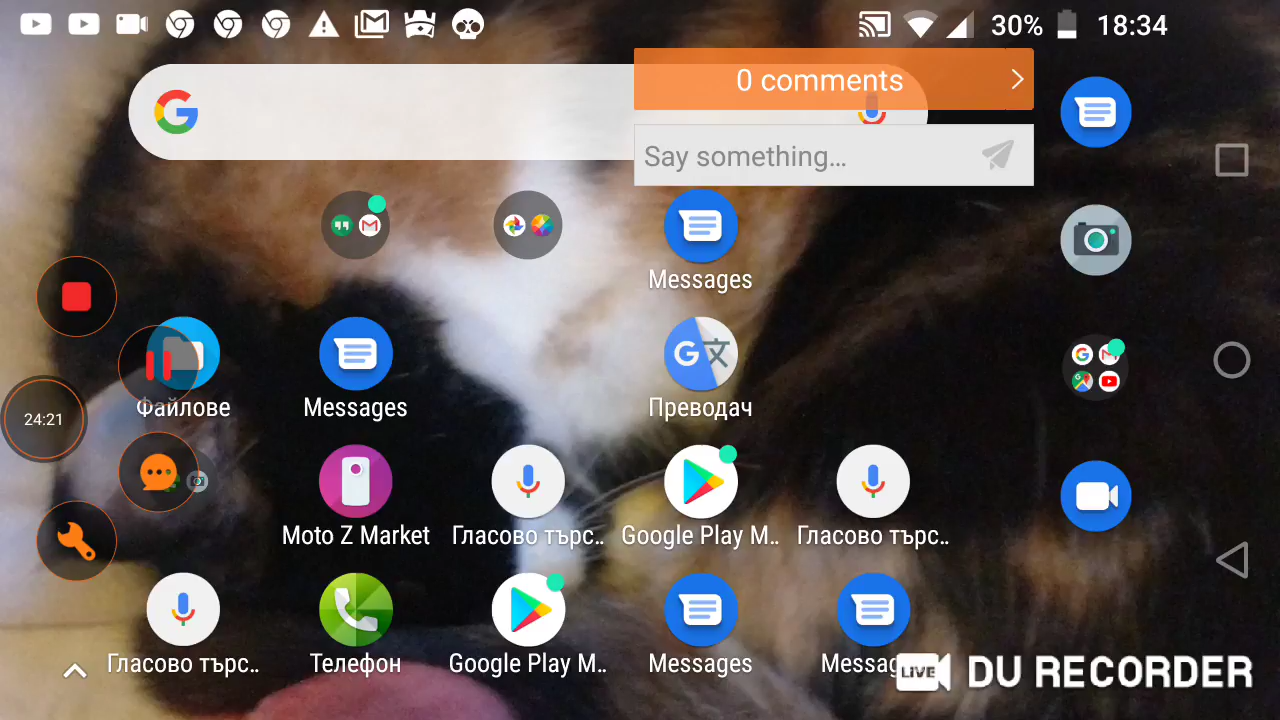 30% 18:34
0 comments
Say something...
Messages
Файлове
Messages
Преводач
24:21
Moto Z Market
Гласово търс..
Google Play М..
Гласово търс..
Гласово търс..
Телефон
Google Play М..
Messages
Messag
LIVE DU RECORDER